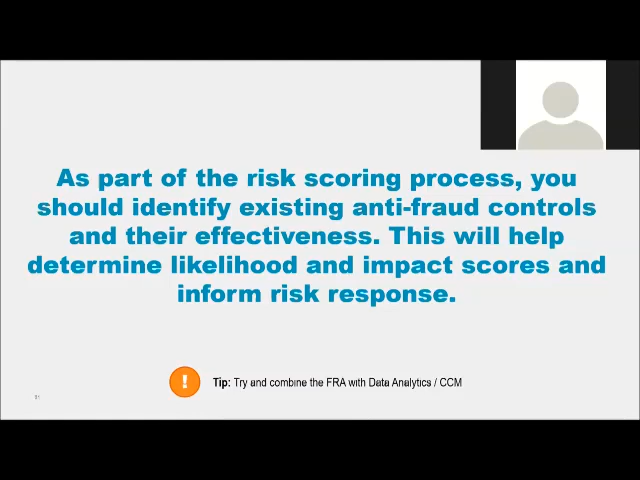 As part of the risk scoring process, you
should identify existing anti-fraud controls
and their effectiveness. This will help
determine likelihood and impact scores and
inform risk response.
!
Tip: Try and combine the FRA with Data Analytics / CCM